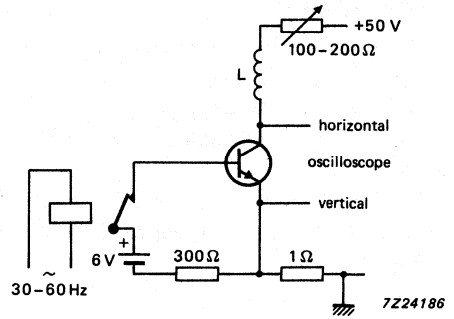 +50 V
100–200Ω
L
horizontal
oscilloscope
vertical
+
6 V
300Ω
1Ω
~
30–60 Hz
7Z24186